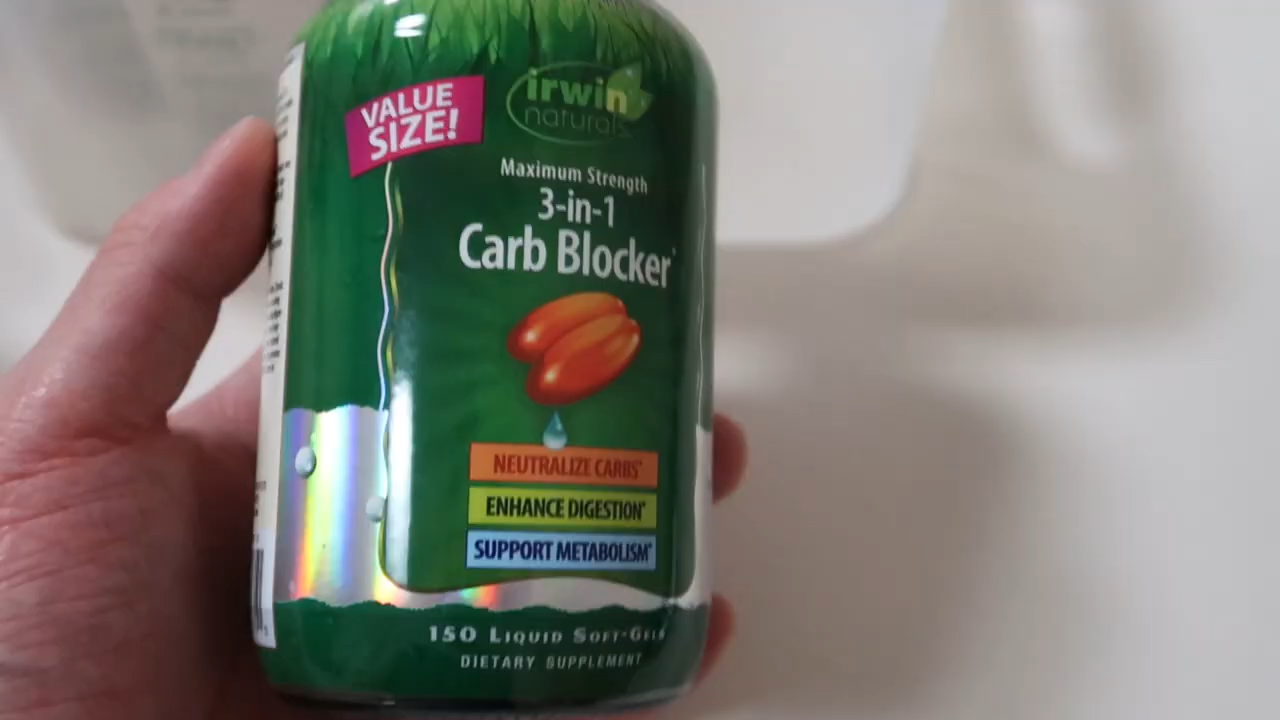 VALUE
SIZE!
irwin
naturals
Maximum Strength
3-in-1
Carb Blocker*
NEUTRALIZE CARBS*
ENHANCE DIGESTION*
SUPPORT METABOLISM*
150 LIQUID SOFT-GELS
DIETARY SUPPLEMENT